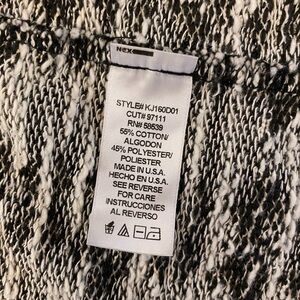 STYLE# KJ160D01
CUT# 97111
RN# 58539
55% COTTON/
ALGODON
45% POLYESTER/
POLIESTER
MADE IN U.S.A.
HECHO EN U.S.A.
SEE REVERSE
FOR CARE
INSTRUCCIONES
AL REVERSO